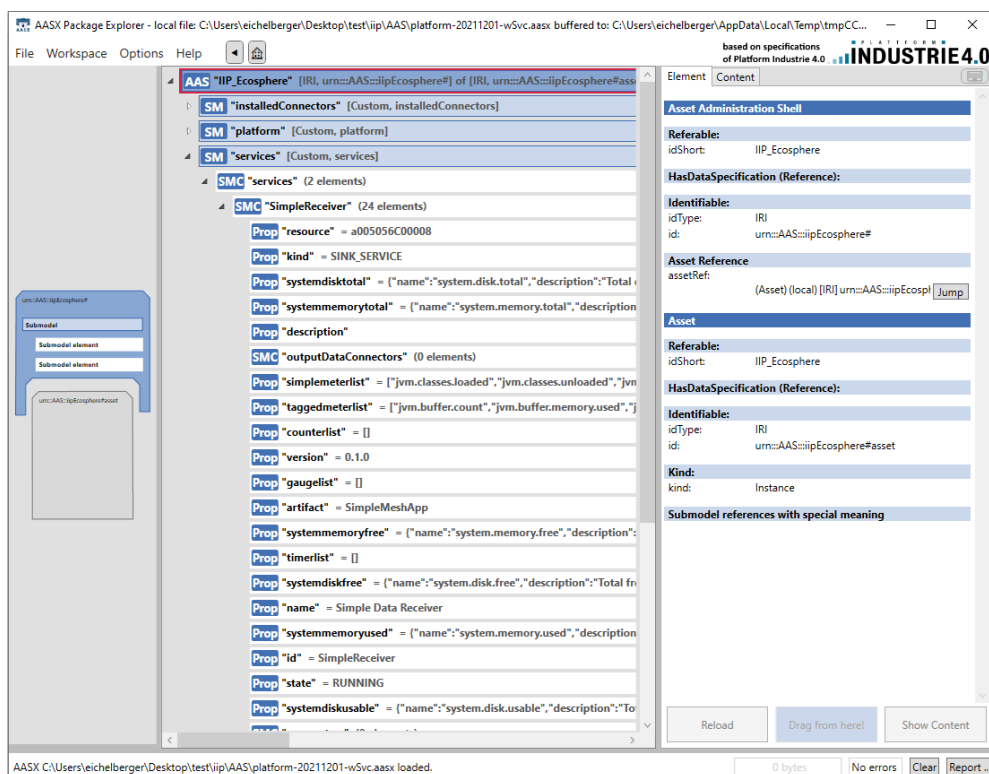 AASX Package Explorer - local file: C:\Users\eichelberger\Desktop\test\iip\AAS\platform-20211201-wSvc.aasx buffered to: C:\Users\eichelberger\AppData\Local\Temp\tmpCC...
File Workspace Options Help
based on specifications
of Platform Industrie 4.0
PLATTFORM
INDUSTRIE4.0
urn::AAS::iipEcosphere#
Submodel
Submodel element
Submodel element
urn::AAS::iipEcosphere#asset
AAS "IIP_Ecosphere" [IRI, urn:::AAS:::iipEcosphere#] of [IRI, urn:::AAS:::iipEcosphere#asse
SM "installedConnectors" [Custom, installedConnectors]
SM "platform" [Custom, platform]
SM "services" [Custom, services]
SMC "services" (2 elements)
SMC "SimpleReceiver" (24 elements)
Prop "resource" = a005056C00008
Prop "kind" = SINK_SERVICE
Prop "systemdisktotal" = {"name":"system.disk.total","description":"Total
Prop "systemmemorytotal" = {"name":"system.memory.total","description
Prop "description"
SMC "outputDataConnectors" (0 elements)
Prop "simplemeterlist" = ["jvm.classes.loaded","jvm.classes.unloaded","jvn
Prop "taggedmeterlist" = ["jvm.buffer.count","jvm.buffer.memory.used","j
Prop "counterlist" = []
Prop "version" = 0.1.0
Prop "gaugelist" = []
Prop "artifact" = SimpleMeshApp
Prop "systemmemoryfree" = {"name":"system.memory.free","description":
Prop "timerlist" = []
Prop "systemdiskfree" = {"name":"system.disk.free","description":"Total fr
Prop "name" = Simple Data Receiver
Prop "systemmemoryused" = {"name":"system.memory.used","description
Prop "id" = SimpleReceiver
Prop "state" = RUNNING
Prop "systemdiskusable" = {"name":"system.disk.usable","description":"To
Element Content
Asset Administration Shell
Referable:
idShort: IIP_Ecosphere
HasDataSpecification (Reference):
Identifiable:
idType: IRI
id: urn:::AAS:::iipEcosphere#
Asset Reference
assetRef:
(Asset) (local) [IRI] urn:::AAS:::iipEcospl Jump
Asset
Referable:
idShort: IIP_Ecosphere
HasDataSpecification (Reference):
Identifiable:
idType: IRI
id: urn:::AAS:::iipEcosphere#asset
Kind:
kind: Instance
Submodel references with special meaning
Reload Drag from here! Show Content
AASX C:\Users\eichelberger\Desktop\test\iip\AAS\platform-20211201-wSvc.aasx loaded.
0 bytes No errors Clear Report ..